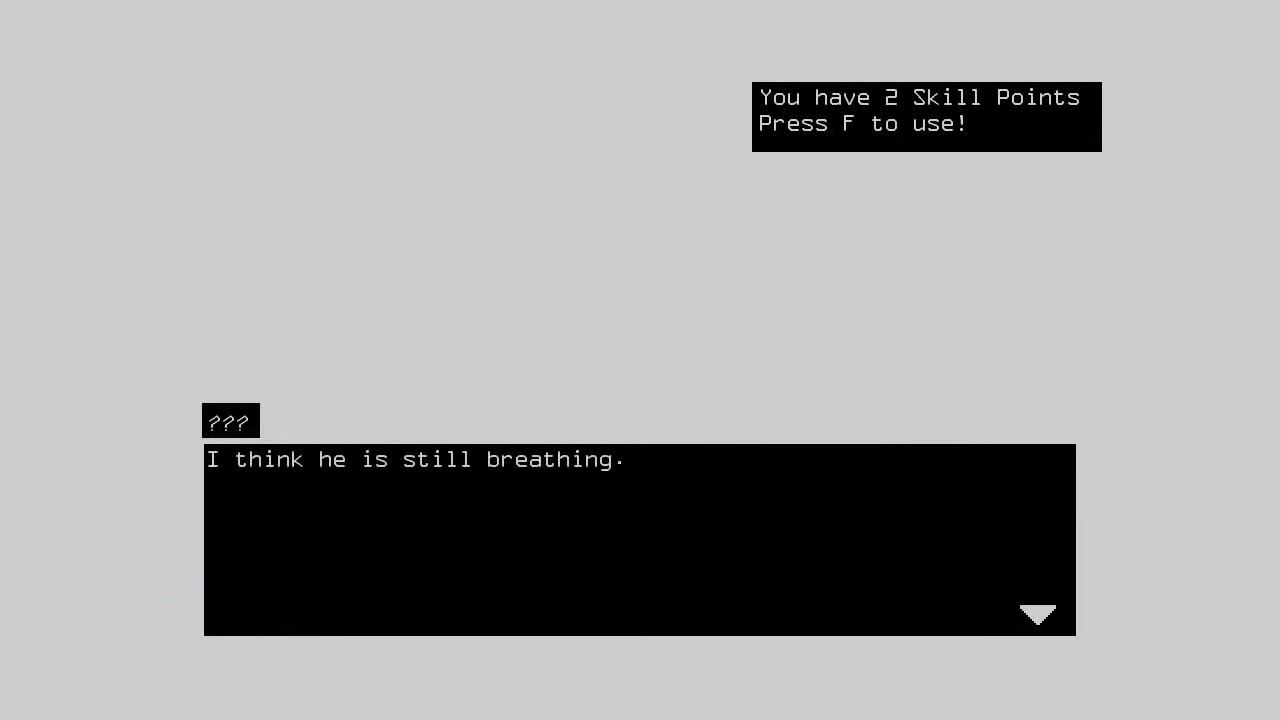 You have 2 Skill Points
Press F to use!
???
I think he is still breathing.